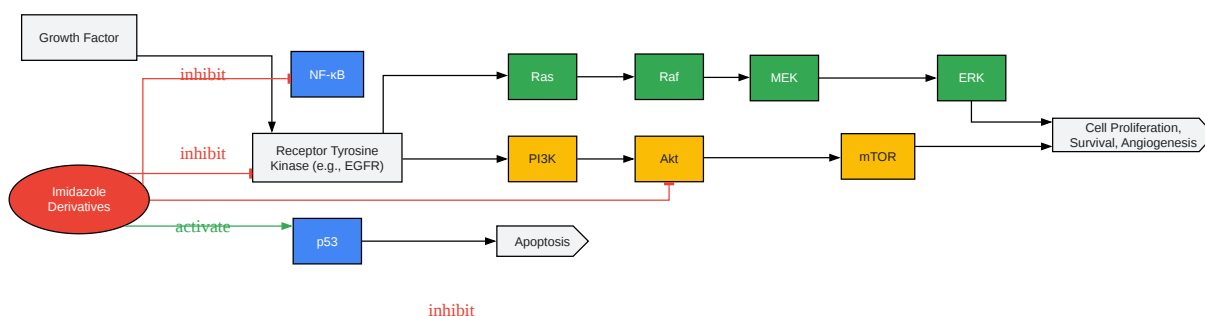 Growth Factor
inhibit
NF-κB
Ras
Raf
MEK
ERK
Cell Proliferation,
Survival, Angiogenesis
inhibit
Receptor Tyrosine
Kinase (e.g., EGFR)
PI3K
Akt
mTOR
Imidazole
Derivatives
activate
p53
Apoptosis
inhibit